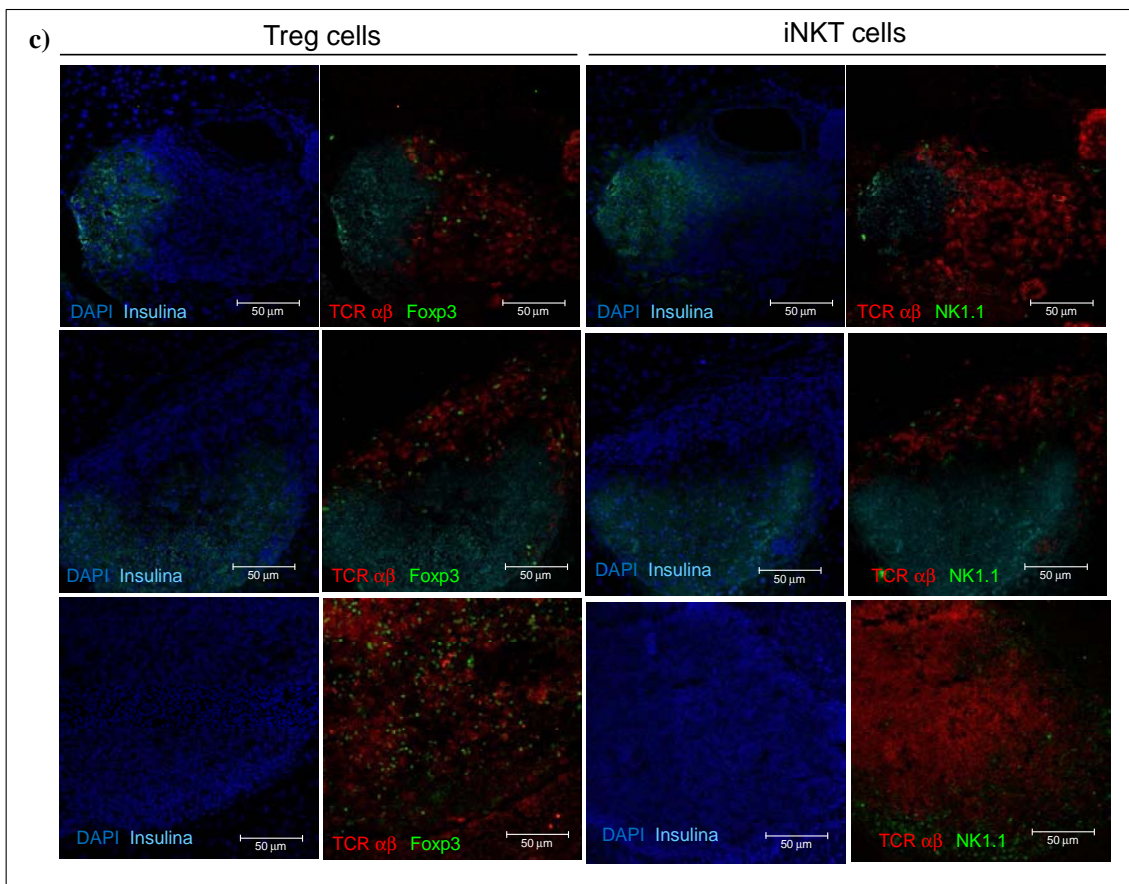 c)
Treg cells
iNKT cells
DAPI Insulina
50 µm
TCR αβ Foxp3
50 µm
DAPI Insulina
50 µm
TCR αβ NK1.1
50 µm
DAPI Insulina
50 µm
TCR αβ Foxp3
50 µm
DAPI Insulina
50 µm
TCR αβ NK1.1
50 µm
DAPI Insulina
50 µm
TCR αβ Foxp3
50 µm
DAPI Insulina
50 µm
TCR αβ NK1.1
50 µm